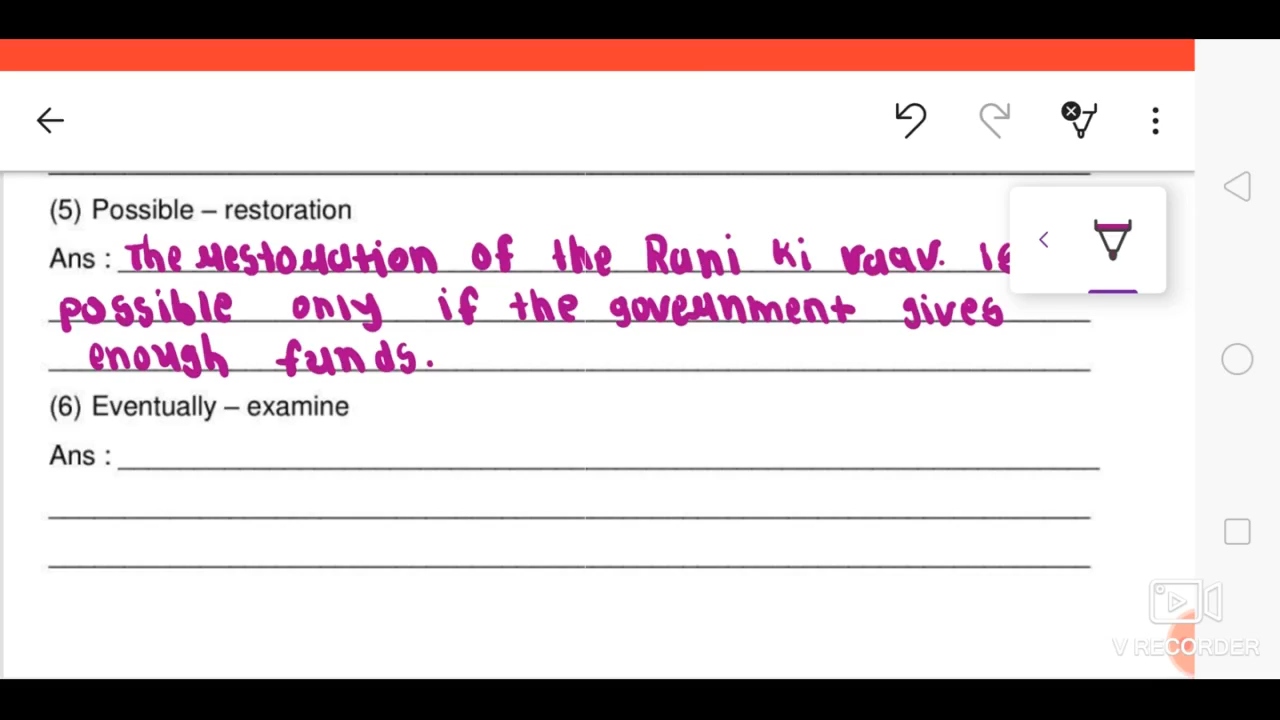 (5) Possible – restoration
Ans : The restoration of the Rani ki vaav. is
possible only if the government gives
enough funds.
(6) Eventually – examine
Ans :
V RECORDER